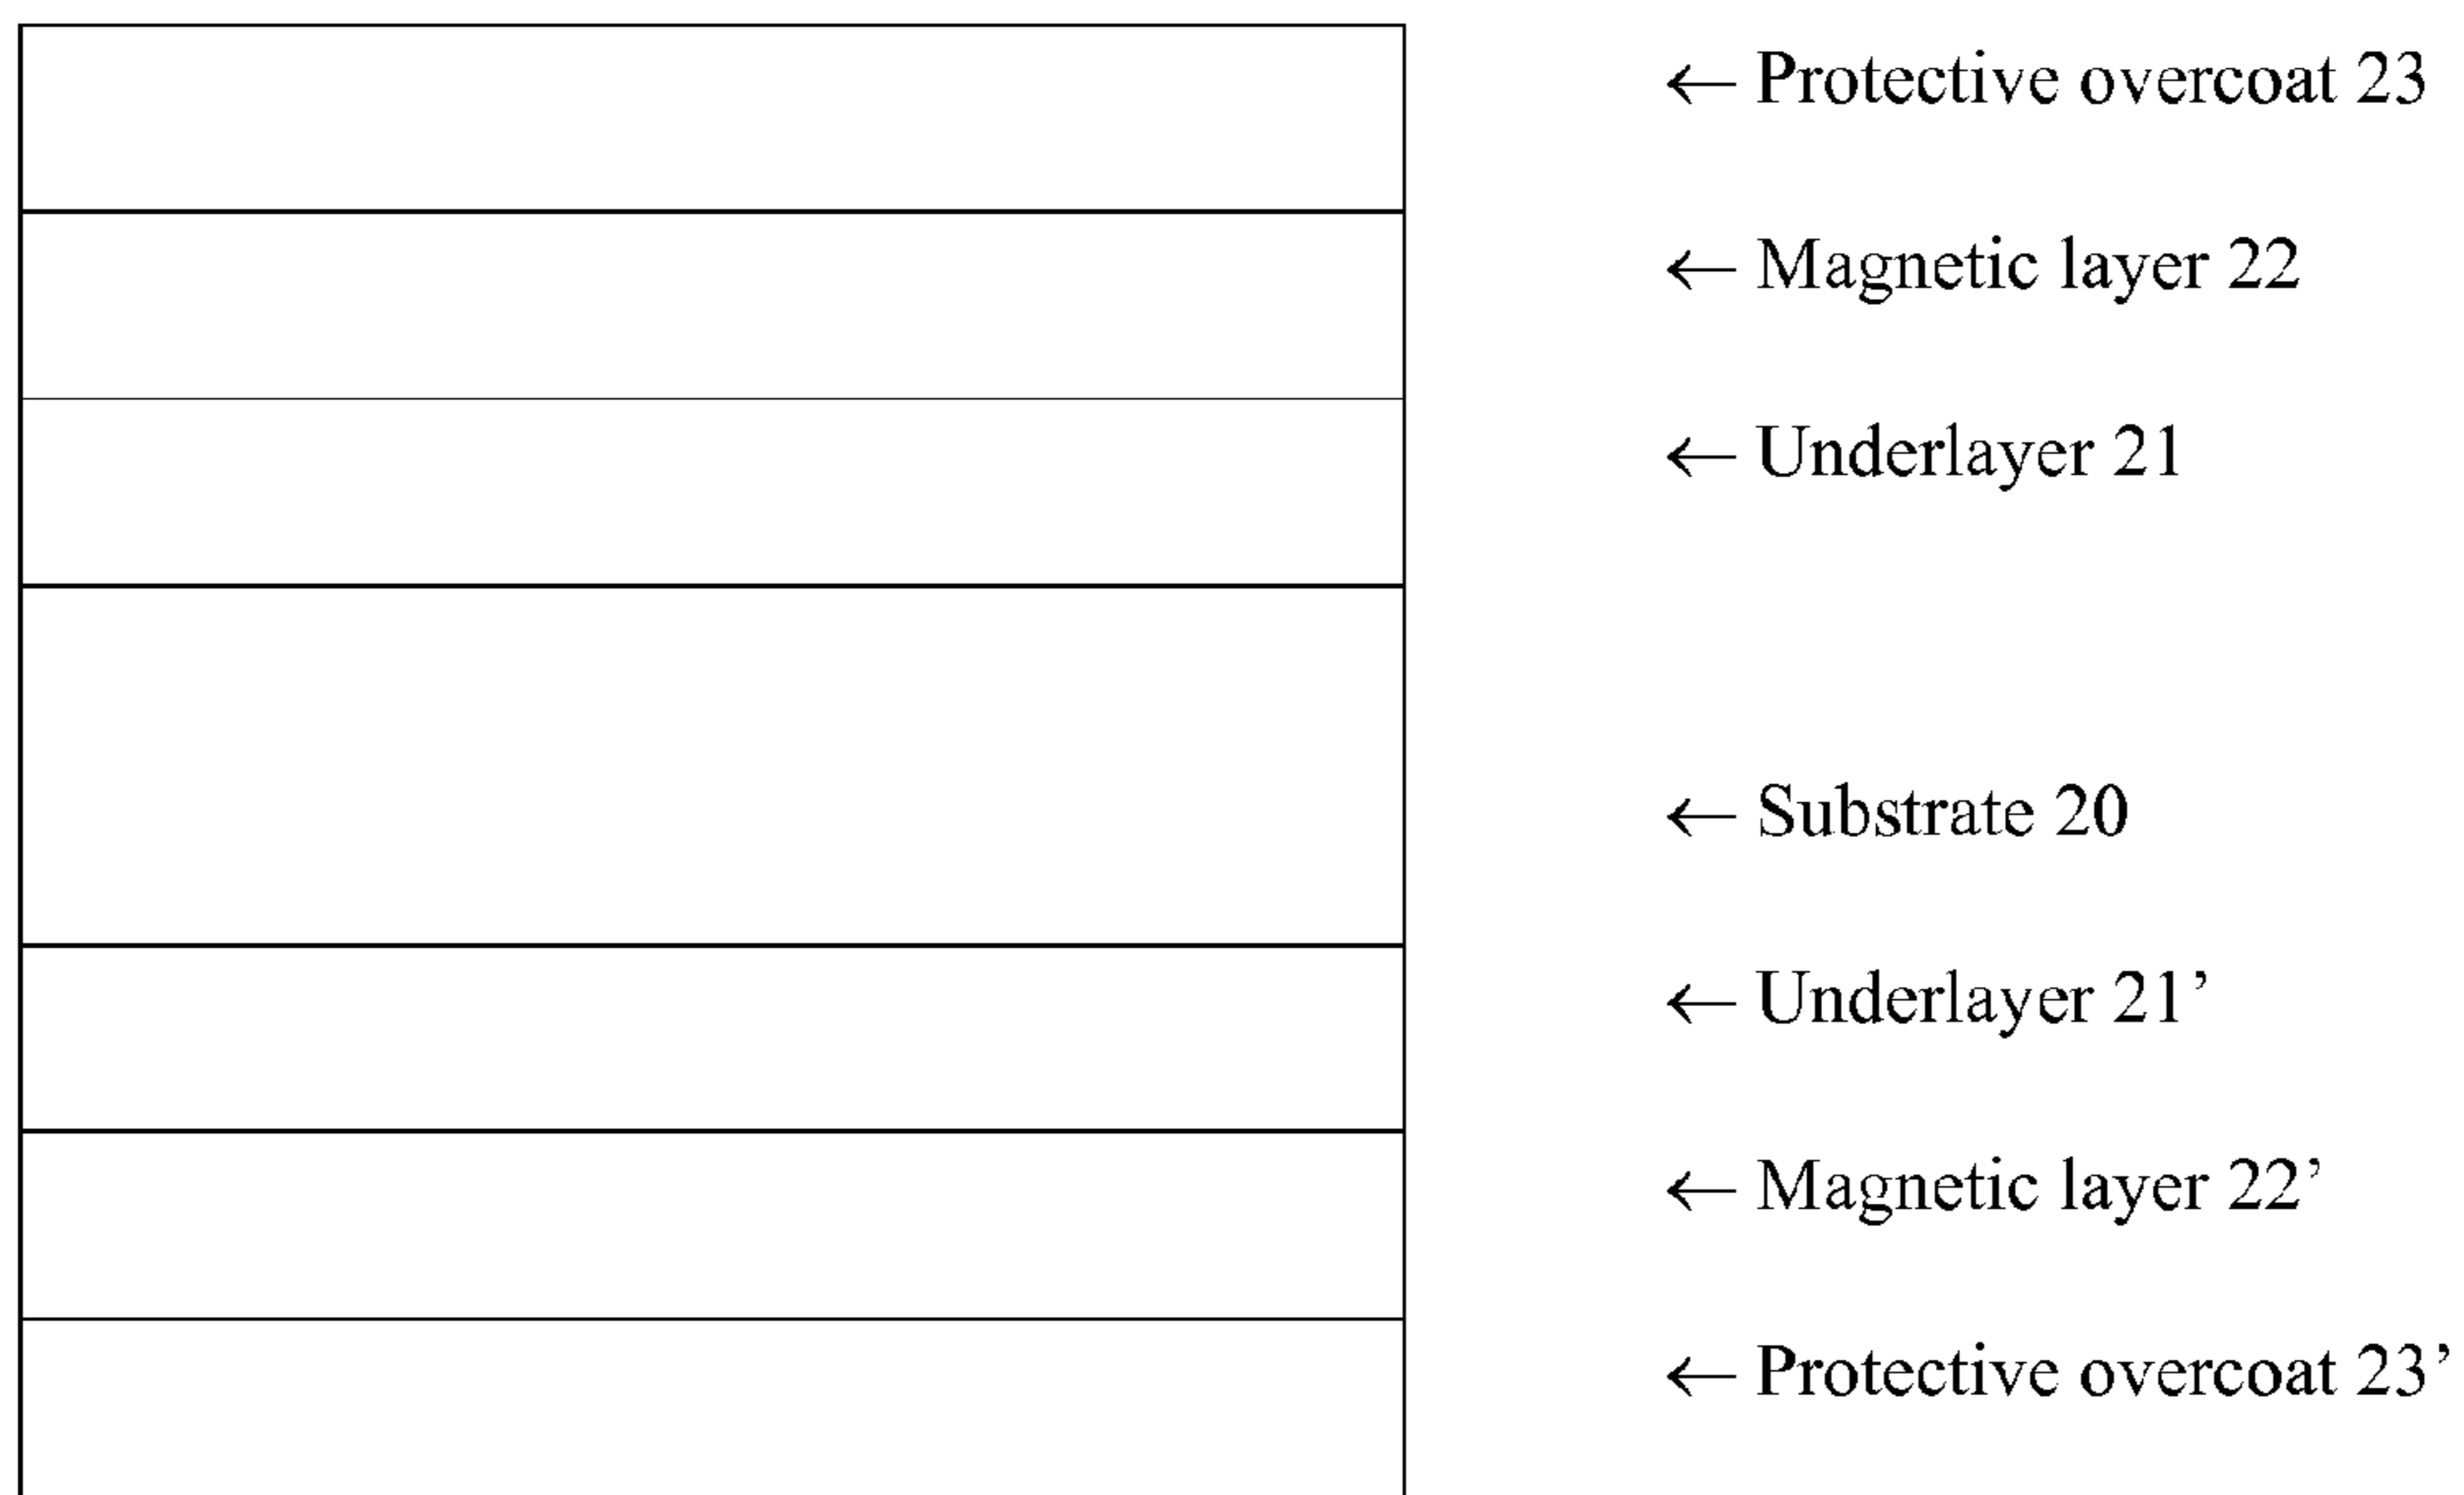 ← Protective overcoat 23
← Magnetic layer 22
← Underlayer 21
← Substrate 20
← Underlayer 21’
← Magnetic layer 22’
← Protective overcoat 23’